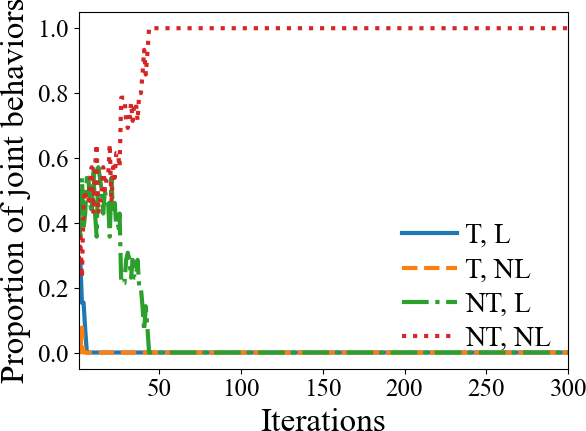 Proportion of joint behaviors
1.0
0.8
0.6
0.4
0.2
0.0
T, L
T, NL
NT, L
NT, NL
50
100
150
200
250
300
Iterations